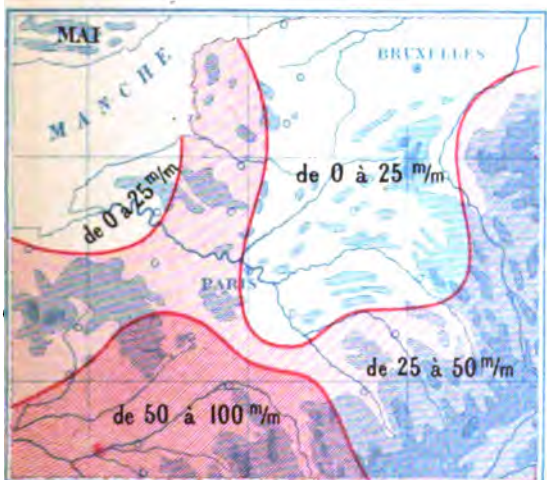 MAI
BRUXELLES
MANCHE
de 0 à 25 m/m
de 0 à 25 m/m
PARIS
de 25 à 50 m/m
de 50 à 100 m/m